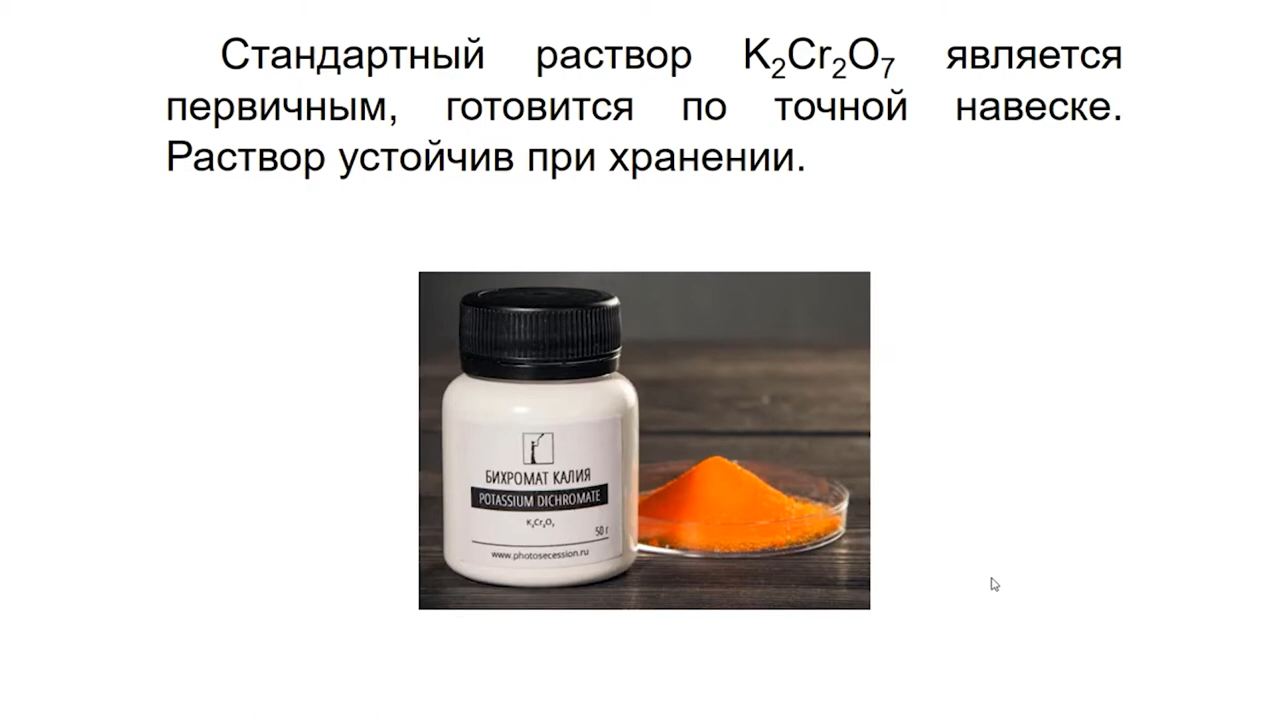 Стандартный раствор K₂Cr₂O₇ является
первичным, готовится по точной навеске.
Раствор устойчив при хранении.
БИХРОМАТ КАЛИЯ
POTASSIUM DICHROMATE
K₂Cr₂O₇
50 г
www.photosecession.ru